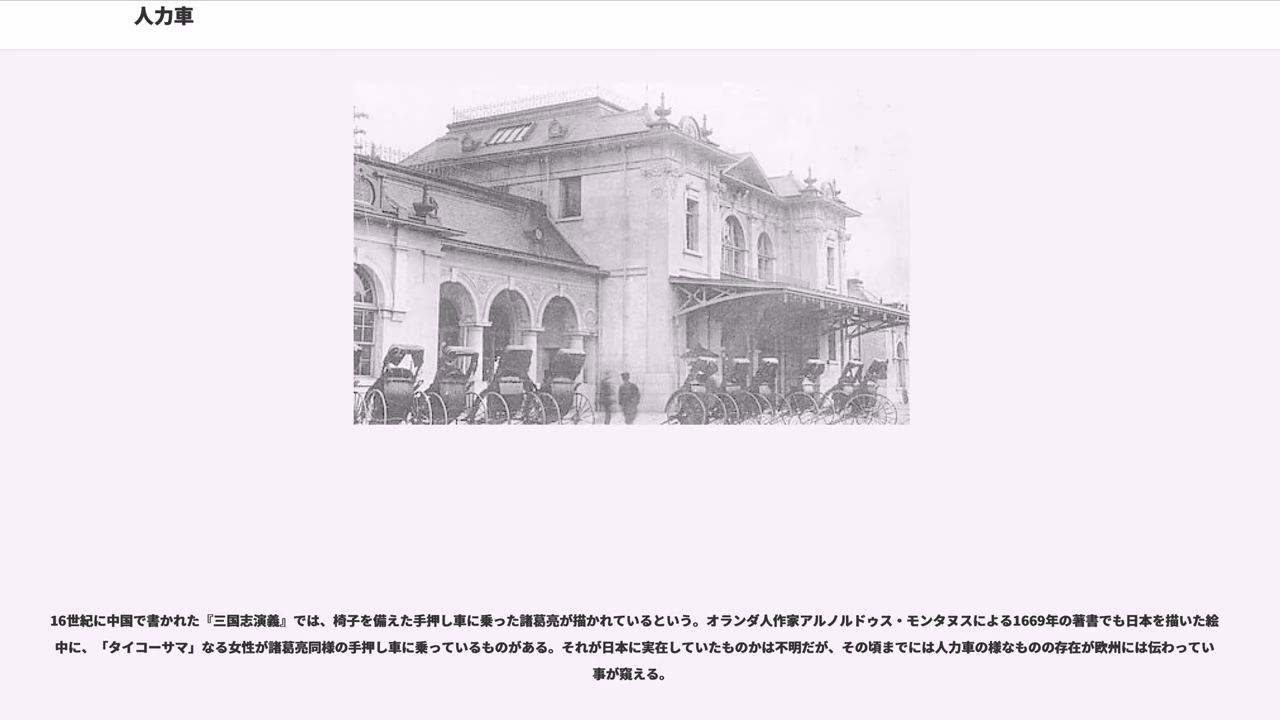 人力車
16世紀に中国で書かれた『三国志演義』では、椅子を備えた手押し車に乗った諸葛亮が描かれているという。オランダ人作家アルノルドゥス・モンタヌスによる1669年の著書でも日本を描いた絵
中に、「タイコーサマ」なる女性が諸葛亮同様の手押し車に乗っているものがある。それが日本に実在していたものかは不明だが、その頃までには人力車の様なものの存在が欧州には伝わってい
事が窺える。